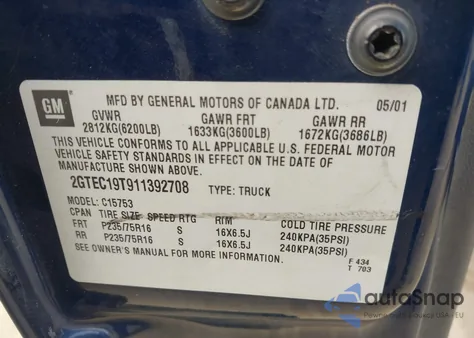 GM
MFD BY GENERAL MOTORS OF CANADA LTD. 05/01
GVWR GAWR FRT GAWR RR
2812KG(6200LB) 1633KG(3600LB) 1672KG(3686LB)
THIS VEHICLE CONFORMS TO ALL APPLICABLE U.S. FEDERAL MOTOR
VEHICLE SAFETY STANDARDS IN EFFECT ON THE DATE OF
MANUFACTURE SHOWN ABOVE.
2GTEC19T911392708 TYPE: TRUCK
MODEL: C15753
CPAN TIRE SIZE SPEED RTG RIM COLD TIRE PRESSURE
FRT P235/75R16 S 16X6.5J 240KPA(35PSI)
RR P235/75R16 S 16X6.5J 240KPA(35PSI)
SEE OWNER'S MANUAL FOR MORE INFORMATION.
F 434
T 703
autoSnap